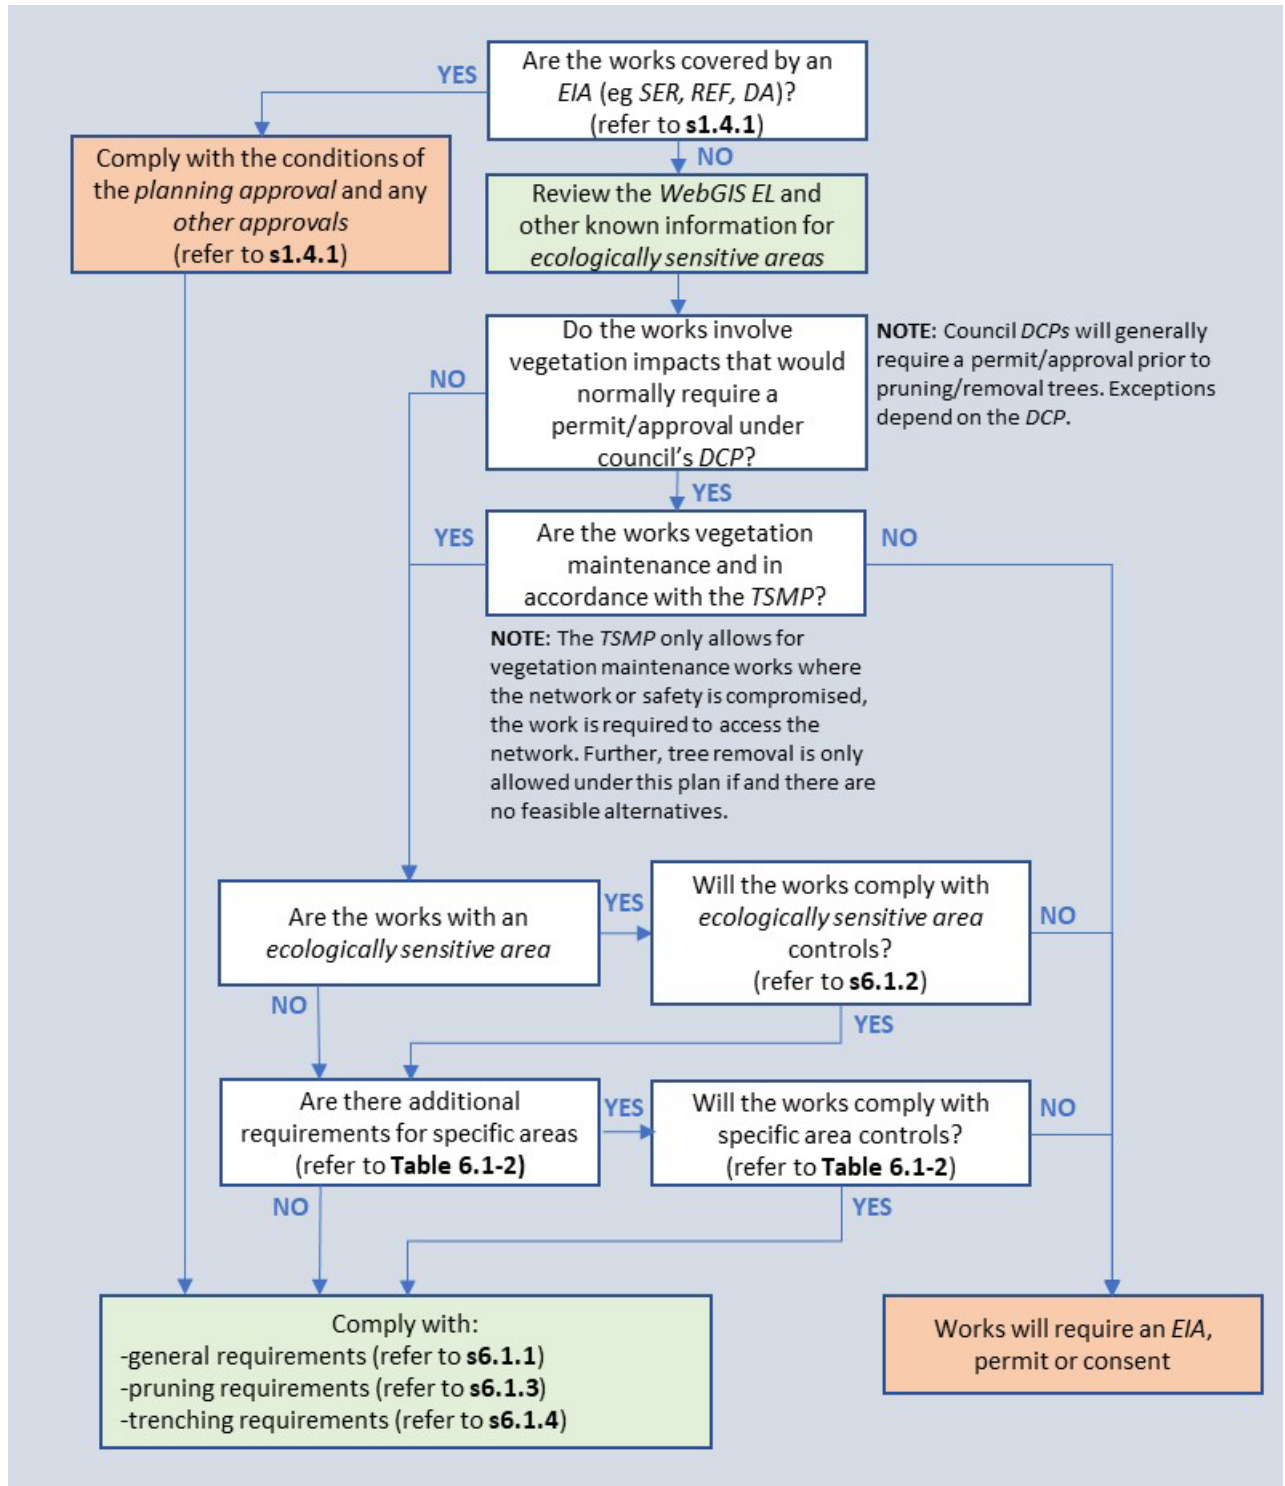 Are the works covered by an
EIA (eg SER, REF, DA)?
(refer to s1.4.1)
YES
NO
Comply with the conditions of
the planning approval and any
other approvals
(refer to s1.4.1)
Review the WebGIS EL and
other known information for
ecologically sensitive areas
Do the works involve
vegetation impacts that would
normally require a
permit/approval under
council's DCP?
NOTE: Council DCPs will generally
require a permit/approval prior to
pruning/removal trees. Exceptions
depend on the DCP.
NO
YES
Are the works vegetation
maintenance and in
accordance with the TSMP?
YES
NO
NOTE: The TSMP only allows for
vegetation maintenance works where
the network or safety is compromised,
the work is required to access the
network. Further, tree removal is only
allowed under this plan if and there are
no feasible alternatives.
Are the works with an
ecologically sensitive area
YES
Will the works comply with
ecologically sensitive area
controls?
(refer to s6.1.2)
NO
NO
YES
Are there additional
requirements for specific areas
(refer to Table 6.1-2)
YES
Will the works comply with
specific area controls?
(refer to Table 6.1-2)
NO
NO
YES
Comply with:
-general requirements (refer to s6.1.1)
-pruning requirements (refer to s6.1.3)
-trenching requirements (refer to s6.1.4)
Works will require an EIA,
permit or consent